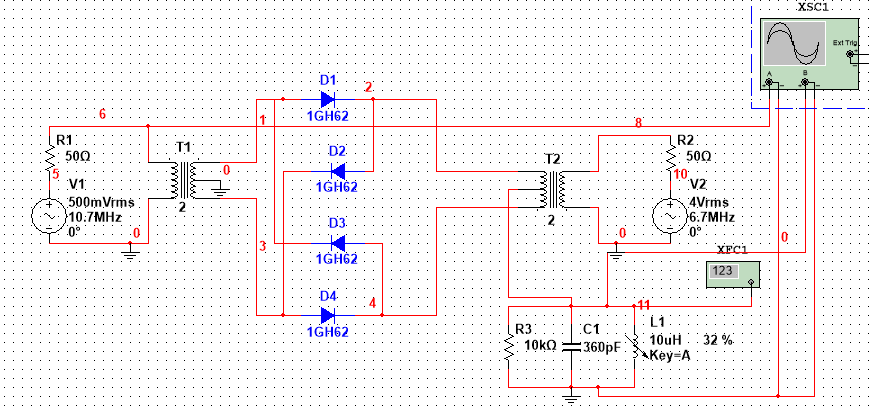 XSC1
Ext Trig
+
-
A
B
+ - + -
6
R1
50Ω
5
V1
500mVrms
10.7MHz
0°
0
T1
0
2
1
3
D1
1GH62
2
D2
1GH62
D3
1GH62
D4
1GH62
4
8
T2
2
R2
50Ω
10
V2
4Vrms
6.7MHz
0°
0
0
XFC1
123
11
R3
10kΩ
C1
360pF
L1
10uH
32 %
Key=A